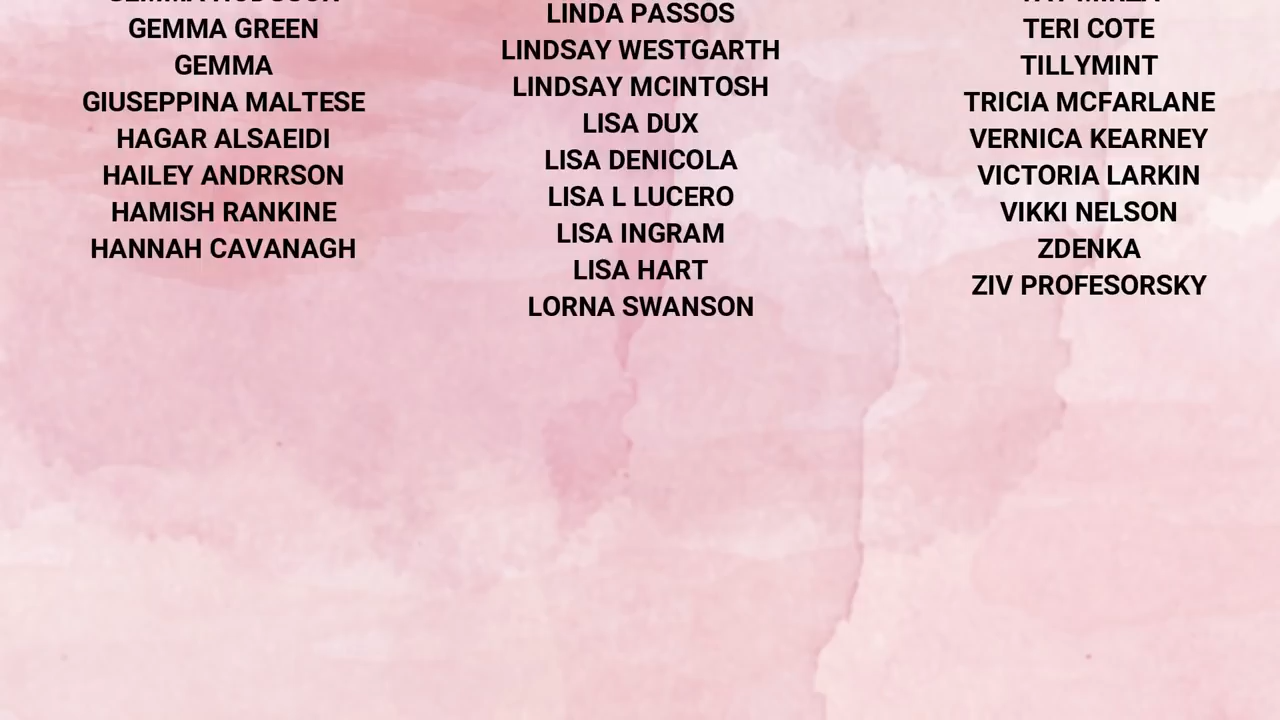 GEMMA GREEN
GEMMA
GIUSEPPINA MALTESE
HAGAR ALSAEIDI
HAILEY ANDRRSON
HAMISH RANKINE
HANNAH CAVANAGH
LINDA PASSOS
LINDSAY WESTGARTH
LINDSAY MCINTOSH
LISA DUX
LISA DENICOLA
LISA L LUCERO
LISA INGRAM
LISA HART
LORNA SWANSON
TERI COTE
TILLYMINT
TRICIA MCFARLANE
VERNICA KEARNEY
VICTORIA LARKIN
VIKKI NELSON
ZDENKA
ZIV PROFESORSKY